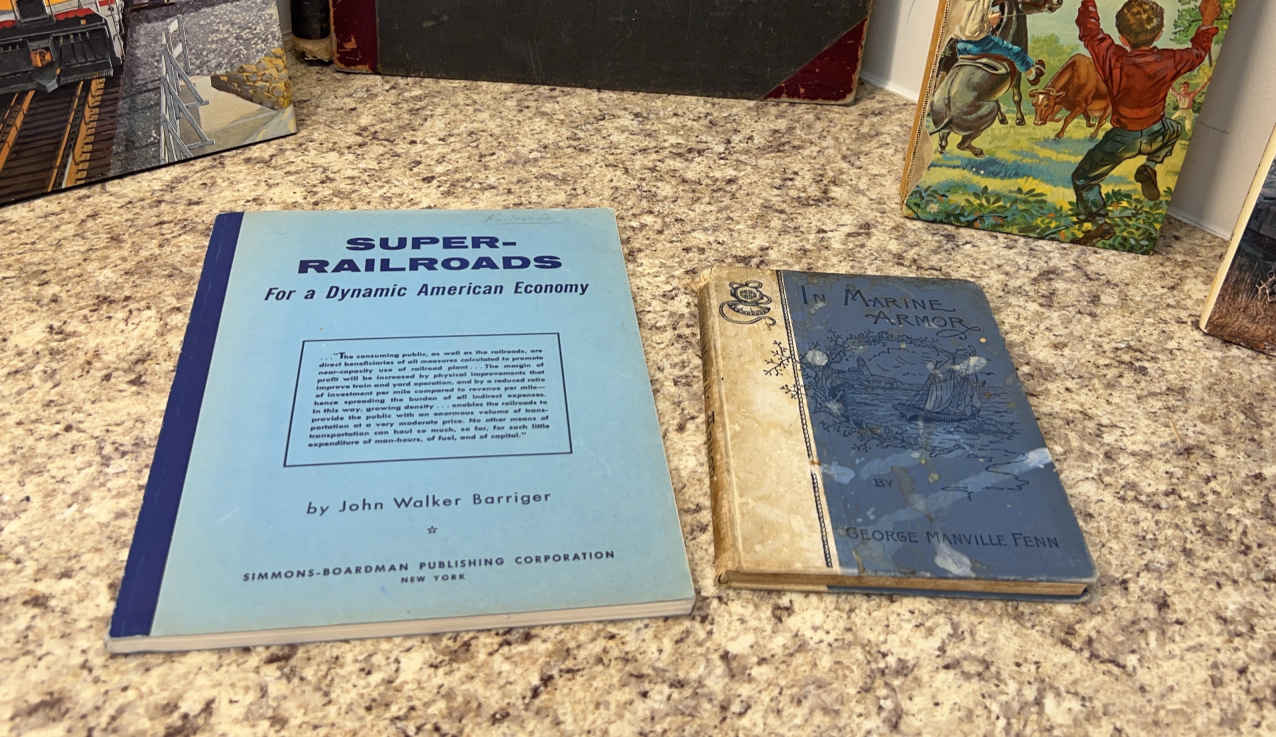 SUPER-
RAILROADS
For a Dynamic American Economy
... "The consuming public, as well as the railroads, are
direct beneficiaries of all measures calculated to promote
near-capacity use of railroad plant ... The margin of
profit will be increased by physical improvements that
improve train and yard operation, and by a reduced ratio
of investment per mile compared to revenue per mile—
hence spreading the burden of all indirect expenses.
In this way, growing density ... enables the railroads to
provide the public with an enormous volume of trans-
portation at a very moderate price. No other means of
transportation can haul so much, so far, for such little
expenditure of man-hours, of fuel, and of capital."
by John Walker Barriger
SIMMONS-BOARDMAN PUBLISHING CORPORATION
NEW YORK
IN MARINE
ARMOR
BY
GEORGE MANVILLE FENN